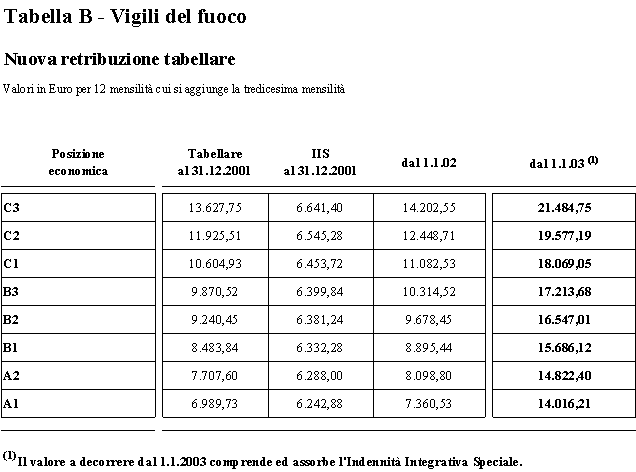 Tabella B - Vigili del fuoco
Nuova retribuzione tabellare
Valori in Euro per 12 mensilità cui si aggiunge la tredicesima mensilità
Posizione economica Tabellare al 31.12.2001 IIS al 31.12.2001 dal 1.1.02 dal 1.1.03 (1)
C3 13.627,75 6.641,40 14.202,55 21.484,75
C2 11.925,51 6.545,28 12.448,71 19.577,19
C1 10.604,93 6.453,72 11.082,53 18.069,05
B3 9.870,52 6.399,84 10.314,52 17.213,68
B2 9.240,45 6.381,24 9.678,45 16.547,01
B1 8.483,84 6.332,28 8.895,44 15.686,12
A2 7.707,60 6.288,00 8.098,80 14.822,40
A1 6.989,73 6.242,88 7.360,53 14.016,21
(1) Il valore a decorrere dal 1.1.2003 comprende ed assorbe l'Indennità Integrativa Speciale.